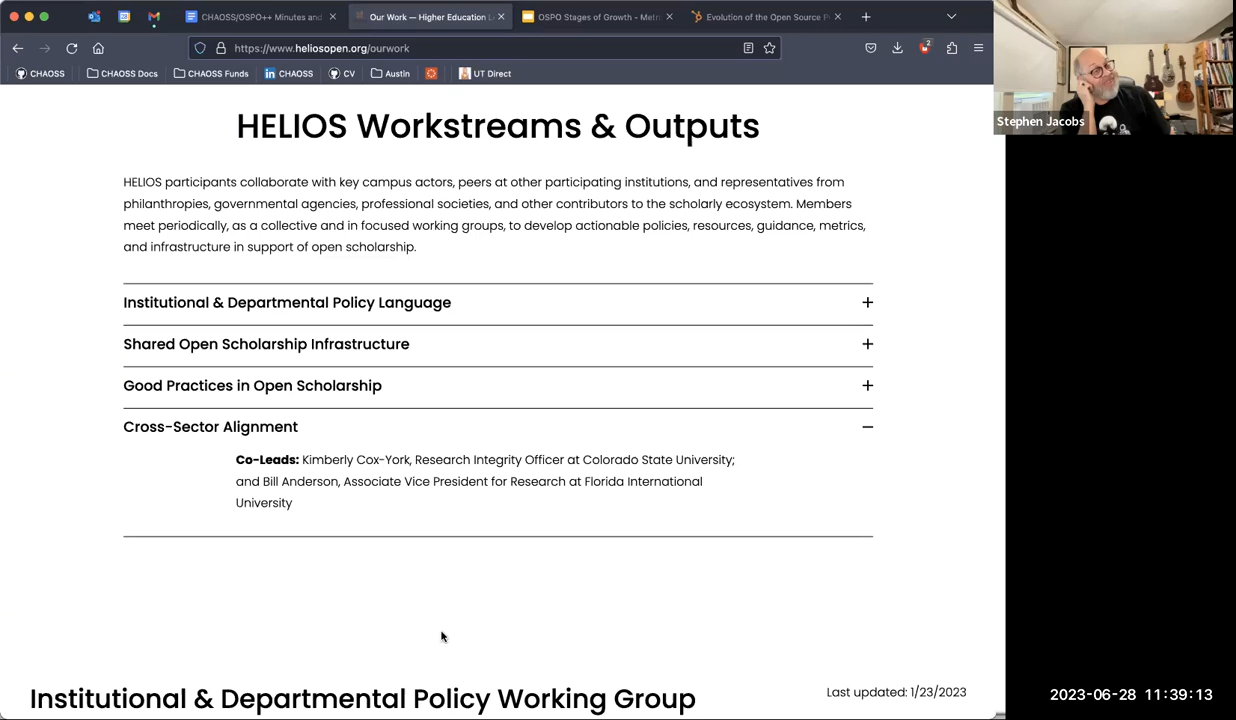 CHAOSS/OSPO++ Minutes and
Our Work — Higher Education L
OSPO Stages of Growth - Metri
Evolution of the Open Source P
https://www.heliosopen.org/ourwork
2
CHAOSS
CHAOSS Docs
CHAOSS Funds
CHAOSS
CV
Austin
UT Direct
Stephen Jacobs
HELIOS Workstreams & Outputs
HELIOS participants collaborate with key campus actors, peers at other participating institutions, and representatives from
philanthropies, governmental agencies, professional societies, and other contributors to the scholarly ecosystem. Members
meet periodically, as a collective and in focused working groups, to develop actionable policies, resources, guidance, metrics,
and infrastructure in support of open scholarship.
Institutional & Departmental Policy Language
Shared Open Scholarship Infrastructure
Good Practices in Open Scholarship
Cross-Sector Alignment
Co-Leads: Kimberly Cox-York, Research Integrity Officer at Colorado State University;
and Bill Anderson, Associate Vice President for Research at Florida International
University
Institutional & Departmental Policy Working Group
Last updated: 1/23/2023
2023-06-28 11:39:13